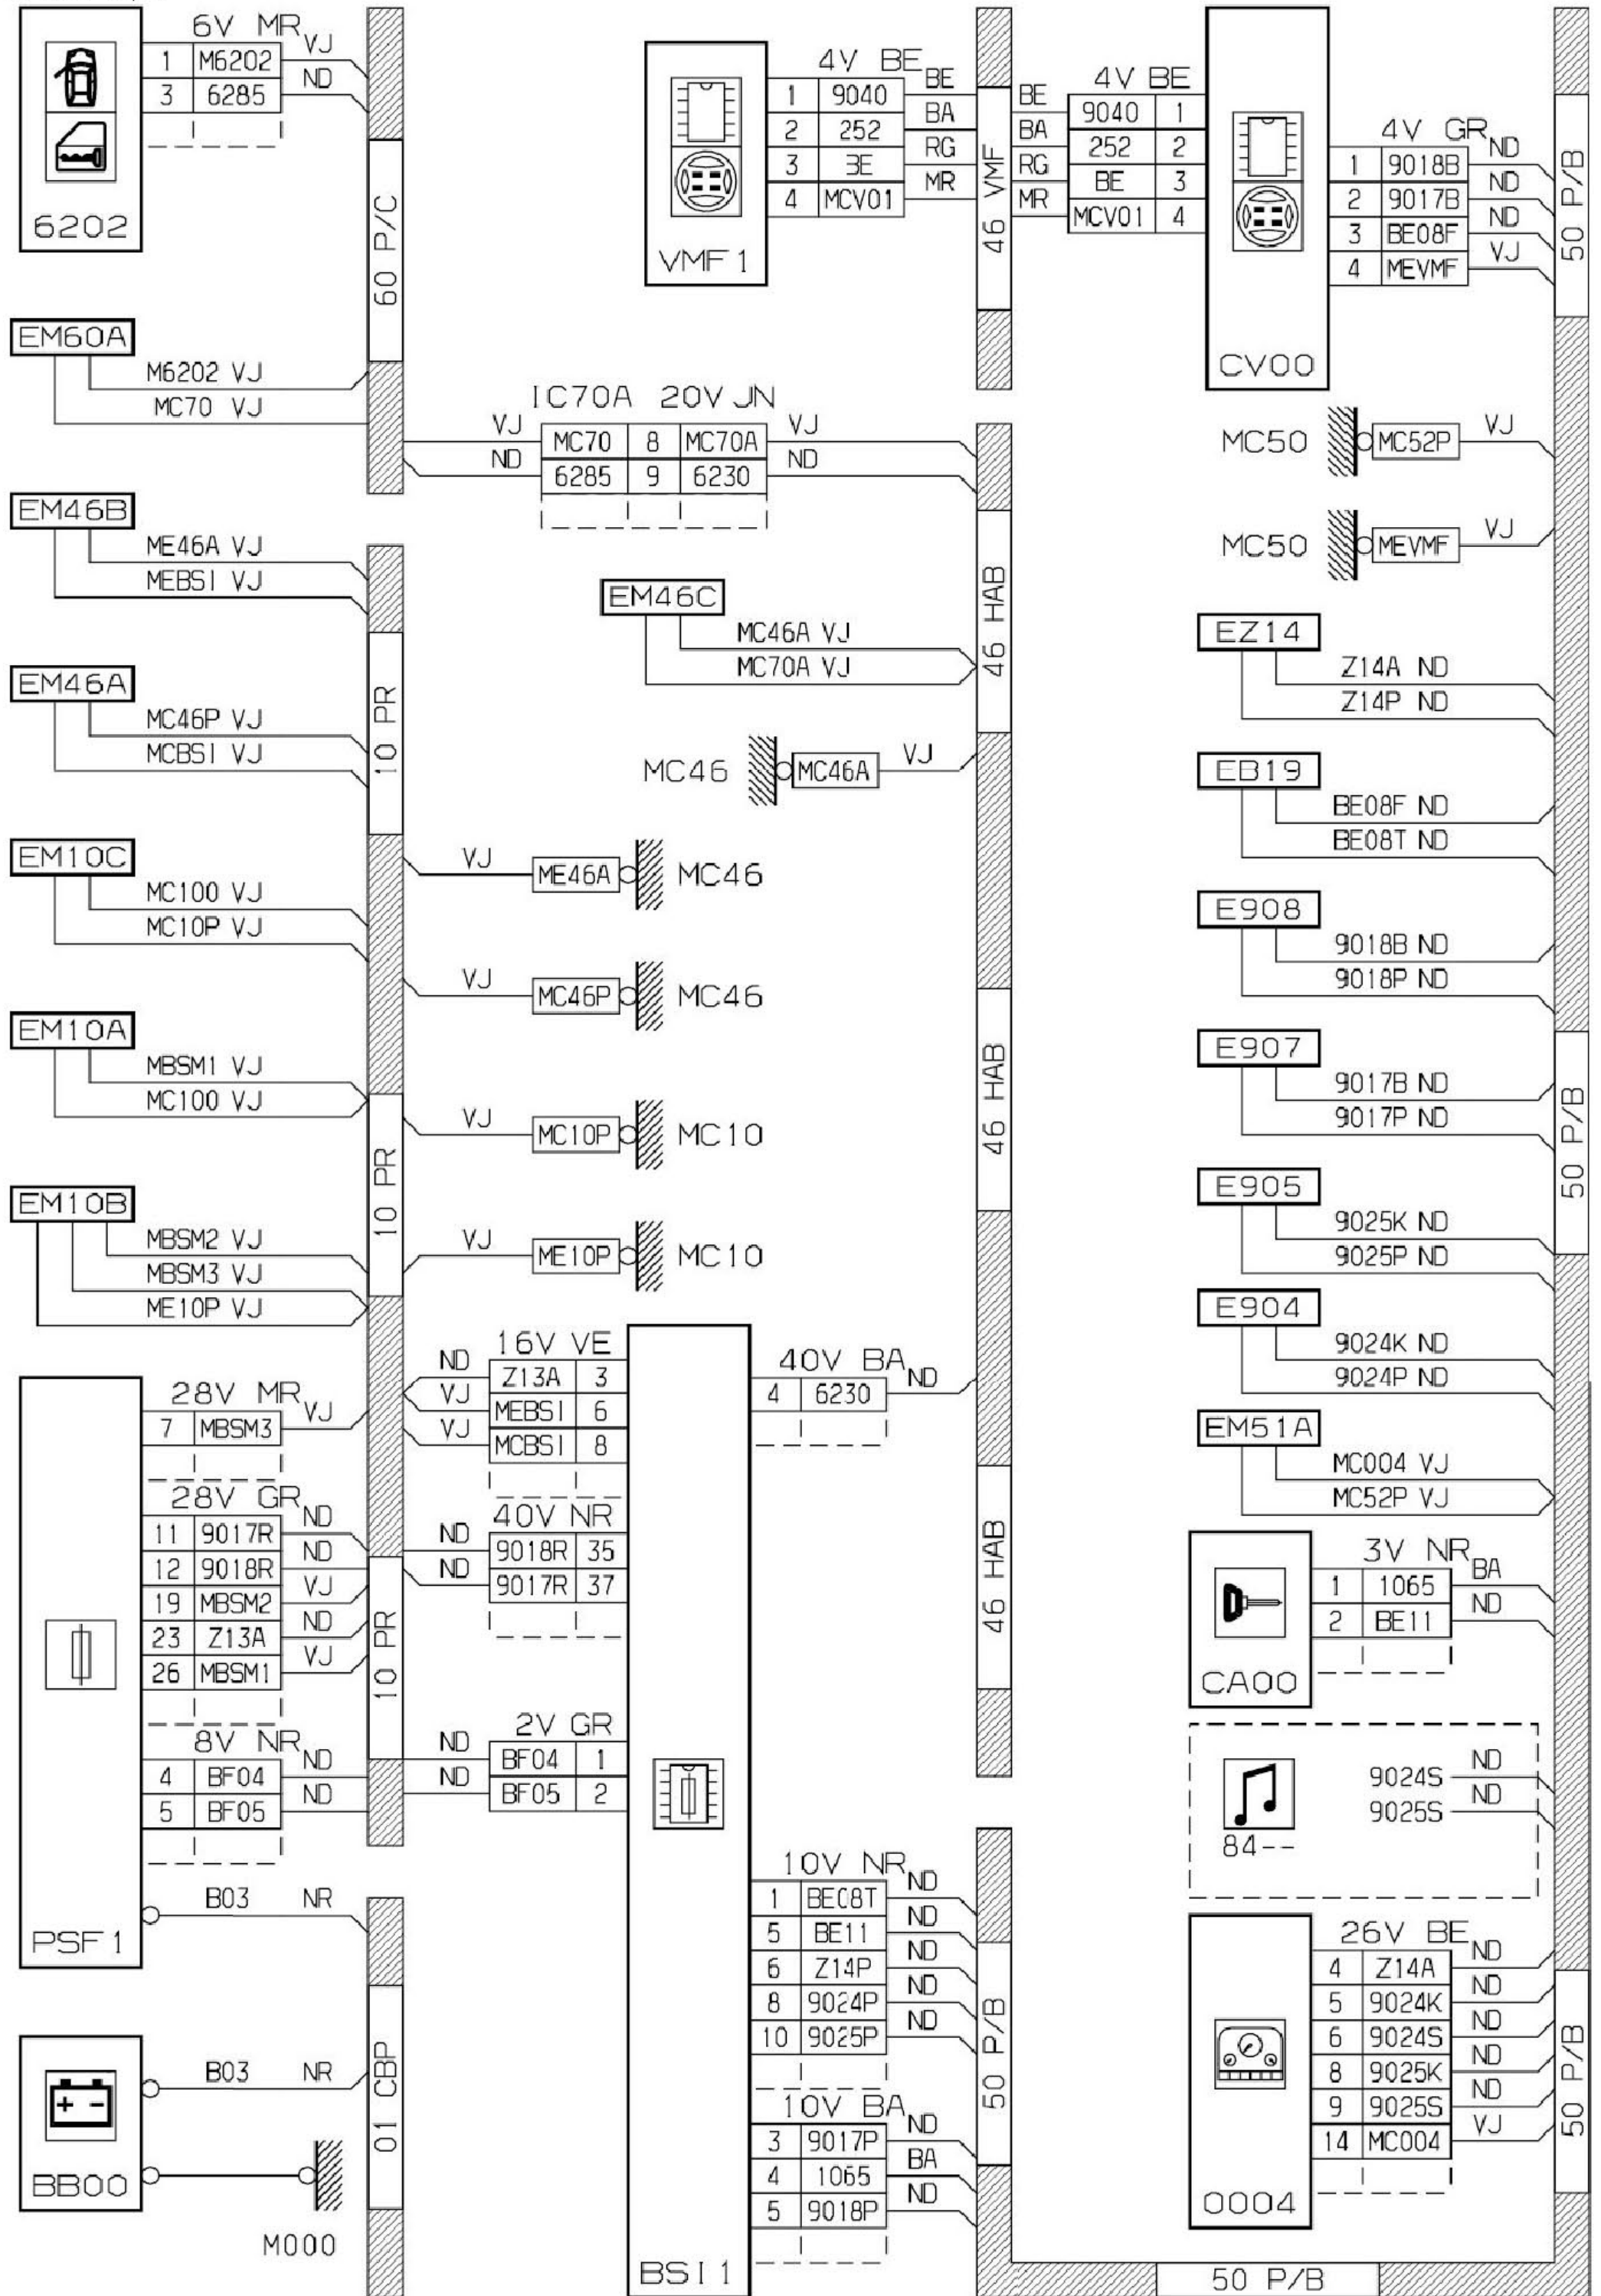 6V MR
1 M6202 VJ
3 6285 ND
6202
60 P/C
EM60A
M6202 VJ
MC70 VJ
EM46B
ME46A VJ
MEBSI VJ
EM46A
MC46P VJ
MCBSI VJ
10 PR
EM10C
MC100 VJ
MC10P VJ
EM10A
MBSM1 VJ
MC100 VJ
10 PR
EM10B
MBSM2 VJ
MBSM3 VJ
ME10P VJ
28V MR
7 MBSM3 VJ
28V GR
11 9017R ND
12 9018R ND
19 MBSM2 VJ
23 Z13A ND
26 MBSM1 VJ
8V NR
4 BF04 ND
5 BF05 ND
B03 NR
PSF1
10 PR
B03 NR
BB00
M000
01 CBP
4V BE
1 9040 BE
2 252 BA
3 BE RG
4 MCV01 MR
VMF1
46 VMF
4V BE
BE 9040 1
BA 252 2
RG BE 3
MR MCV01 4
CV00
4V GR
1 9018B ND
2 9017B ND
3 BE08F ND
4 MEVMF VJ
50 P/B
IC70A 20V JN
VJ MC70 8 MC70A VJ
ND 6285 9 6230 ND
EM46C
MC46A VJ
MC70A VJ
46 HAB
MC46 MC46A VJ
VJ ME46A MC46
VJ MC46P MC46
VJ MC10P MC10
VJ ME10P MC10
46 HAB
16V VE
ND Z13A 3
VJ MEBSI 6
VJ MCBSI 8
40V NR
ND 9018R 35
ND 9017R 37
2V GR
ND BF04 1
ND BF05 2
40V BA
4 6230 ND
46 HAB
10V NR
1 BE08T ND
5 BE11 ND
6 Z14P ND
8 9024P ND
10 9025P ND
10V BA
3 9017P ND
4 1065 BA
5 9018P ND
BSI1
50 P/B
MC50 MC52P VJ
MC50 MEVMF VJ
EZ14
Z14A ND
Z14P ND
EB19
BE08F ND
BE08T ND
E908
9018B ND
9018P ND
E907
9017B ND
9017P ND
50 P/B
E905
9025K ND
9025P ND
E904
9024K ND
9024P ND
EM51A
MC004 VJ
MC52P VJ
3V NR
1 1065 BA
2 BE11 ND
CA00
9024S ND
9025S ND
84--
26V BE
4 Z14A ND
5 9024K ND
6 9024S ND
8 9025K ND
9 9025S ND
14 MC004 VJ
0004
50 P/B
50 P/B